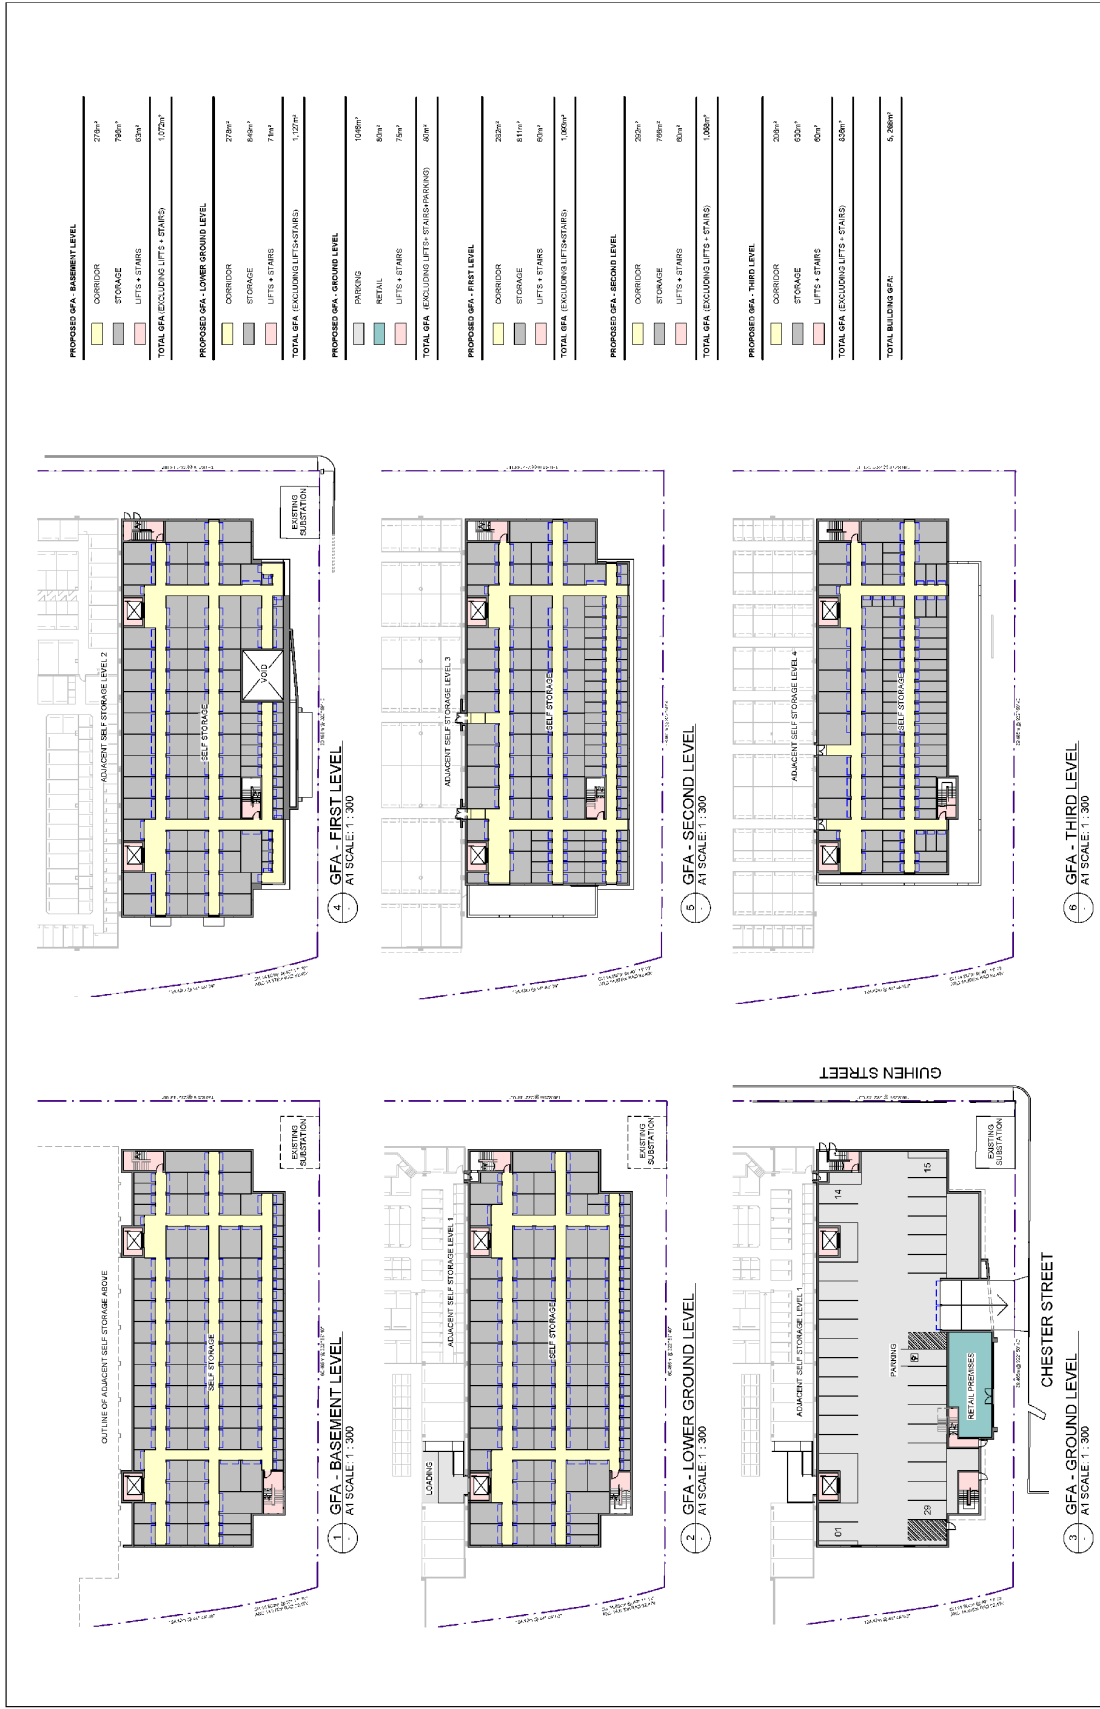 OUTLINE OF ADJACENT SELF STORAGE ABOVE
SELF STORAGE
EXISTING
SUBSTATION
1
GFA - BASEMENT LEVEL
A1 SCALE: 1 : 300
ADJACENT SELF STORAGE LEVEL 1
LOADING
SELF STORAGE
EXISTING
SUBSTATION
2
GFA - LOWER GROUND LEVEL
A1 SCALE: 1 : 300
ADJACENT SELF STORAGE LEVEL 1
01
14
15
29
PARKING
RETAIL PREMISES
EXISTING
SUBSTATION
GUIHEN STREET
CHESTER STREET
3
GFA - GROUND LEVEL
A1 SCALE: 1 : 300
ADJACENT SELF STORAGE LEVEL 2
SELF STORAGE
VOID
EXISTING
SUBSTATION
4
GFA - FIRST LEVEL
A1 SCALE: 1 : 300
ADJACENT SELF STORAGE LEVEL 3
SELF STORAGE
5
GFA - SECOND LEVEL
A1 SCALE: 1 : 300
ADJACENT SELF STORAGE LEVEL 4
SELF STORAGE
6
GFA - THIRD LEVEL
A1 SCALE: 1 : 300
PROPOSED GFA - BASEMENT LEVEL
CORRIDOR 276m²
STORAGE 796m²
LIFTS + STAIRS 63m²
TOTAL GFA (EXCLUDING LIFTS + STAIRS) 1,072m²
PROPOSED GFA - LOWER GROUND LEVEL
CORRIDOR 278m²
STORAGE 849m²
LIFTS + STAIRS 71m²
TOTAL GFA (EXCLUDING LIFTS+STAIRS) 1,127m²
PROPOSED GFA - GROUND LEVEL
PARKING 1046m²
RETAIL 80m²
LIFTS + STAIRS 75m²
TOTAL GFA (EXCLUDING LIFTS+ STAIRS+PARKING) 80m²
PROPOSED GFA - FIRST LEVEL
CORRIDOR 282m²
STORAGE 811m²
LIFTS + STAIRS 60m²
TOTAL GFA (EXCLUDING LIFTS+STAIRS) 1,093m²
PROPOSED GFA - SECOND LEVEL
CORRIDOR 292m²
STORAGE 766m²
LIFTS + STAIRS 60m²
TOTAL GFA (EXCLUDING LIFTS + STAIRS)
PROPOSED GFA - THIRD LEVEL
CORRIDOR
STORAGE 630m²
LIFTS + STAIRS 60m²
TOTAL GFA (EXCLUDING LIFTS + STAIRS)
TOTAL BUILDING GFA: